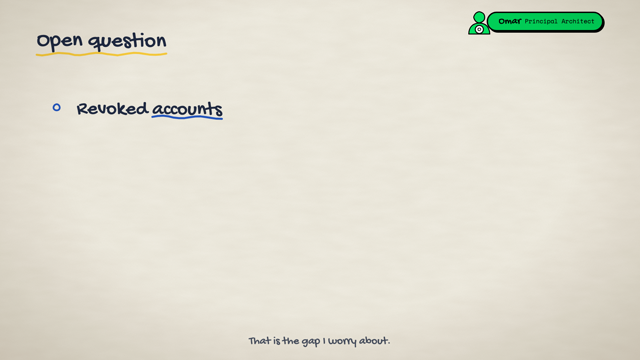 Omar Principal Architect
Open question
Revoked accounts
That is the gap I worry about.